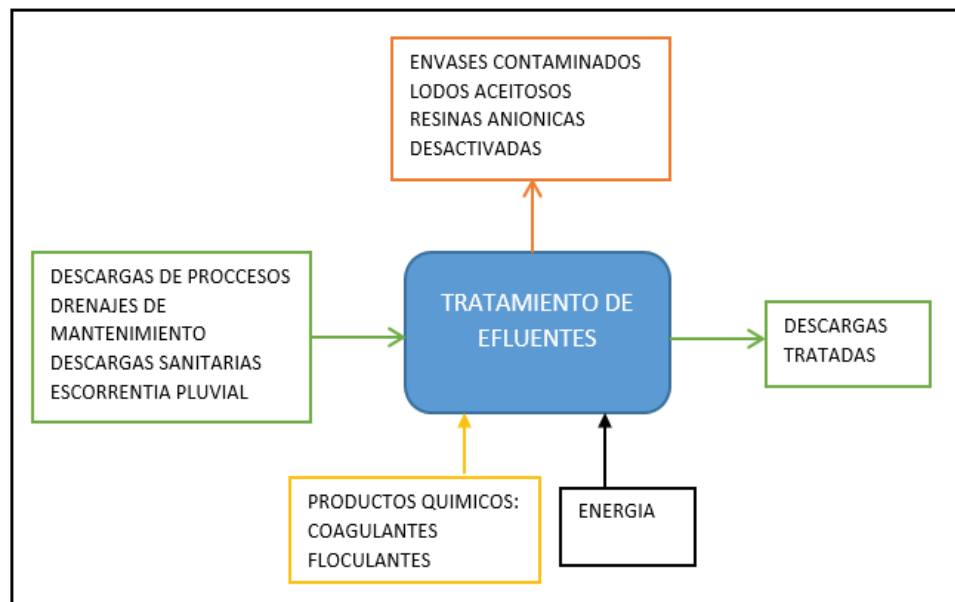 ENVASES CONTAMINADOS
LODOS ACEITOSOS
RESINAS ANIONICAS
DESACTIVADAS
DESCARGAS DE PROCCESOS
DRENAJES DE
MANTENIMIENTO
DESCARGAS SANITARIAS
ESCORRENTIA PLUVIAL
TRATAMIENTO DE
EFLUENTES
DESCARGAS
TRATADAS
PRODUCTOS QUIMICOS:
COAGULANTES
FLOCULANTES
ENERGIA